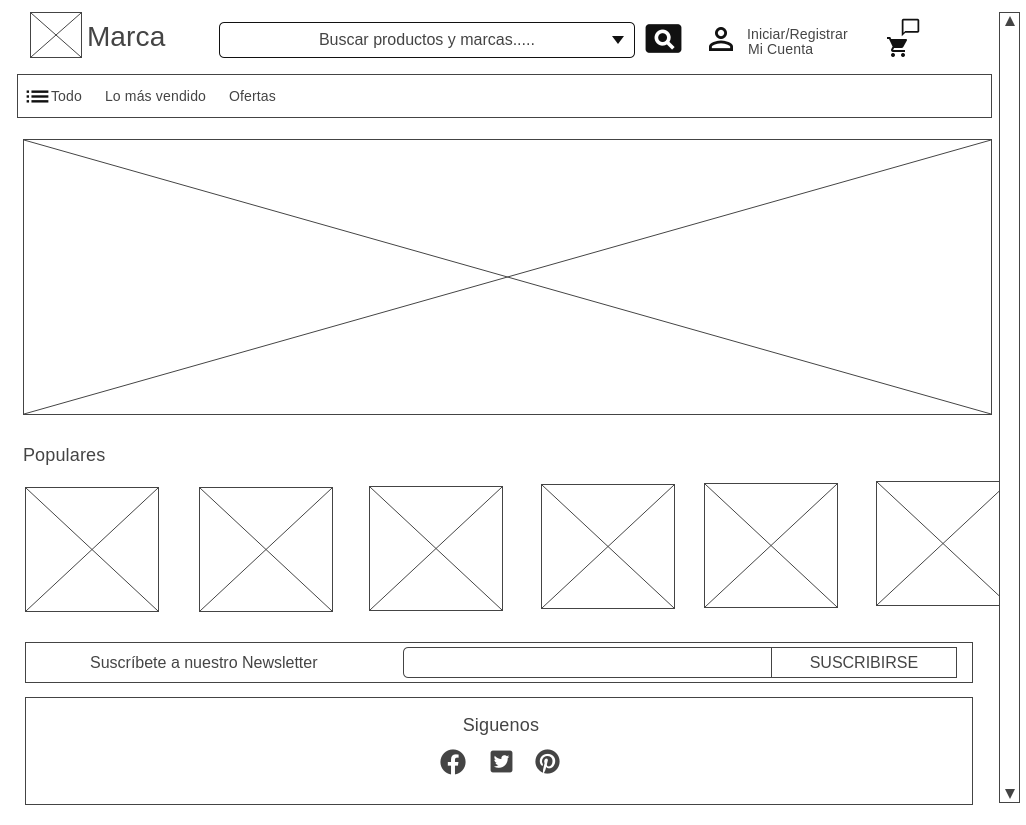 Marca
Buscar productos y marcas.....
Iniciar/Registrar
Mi Cuenta
Todo
Lo más vendido
Ofertas
Populares
Suscríbete a nuestro Newsletter
SUSCRIBIRSE
Siguenos